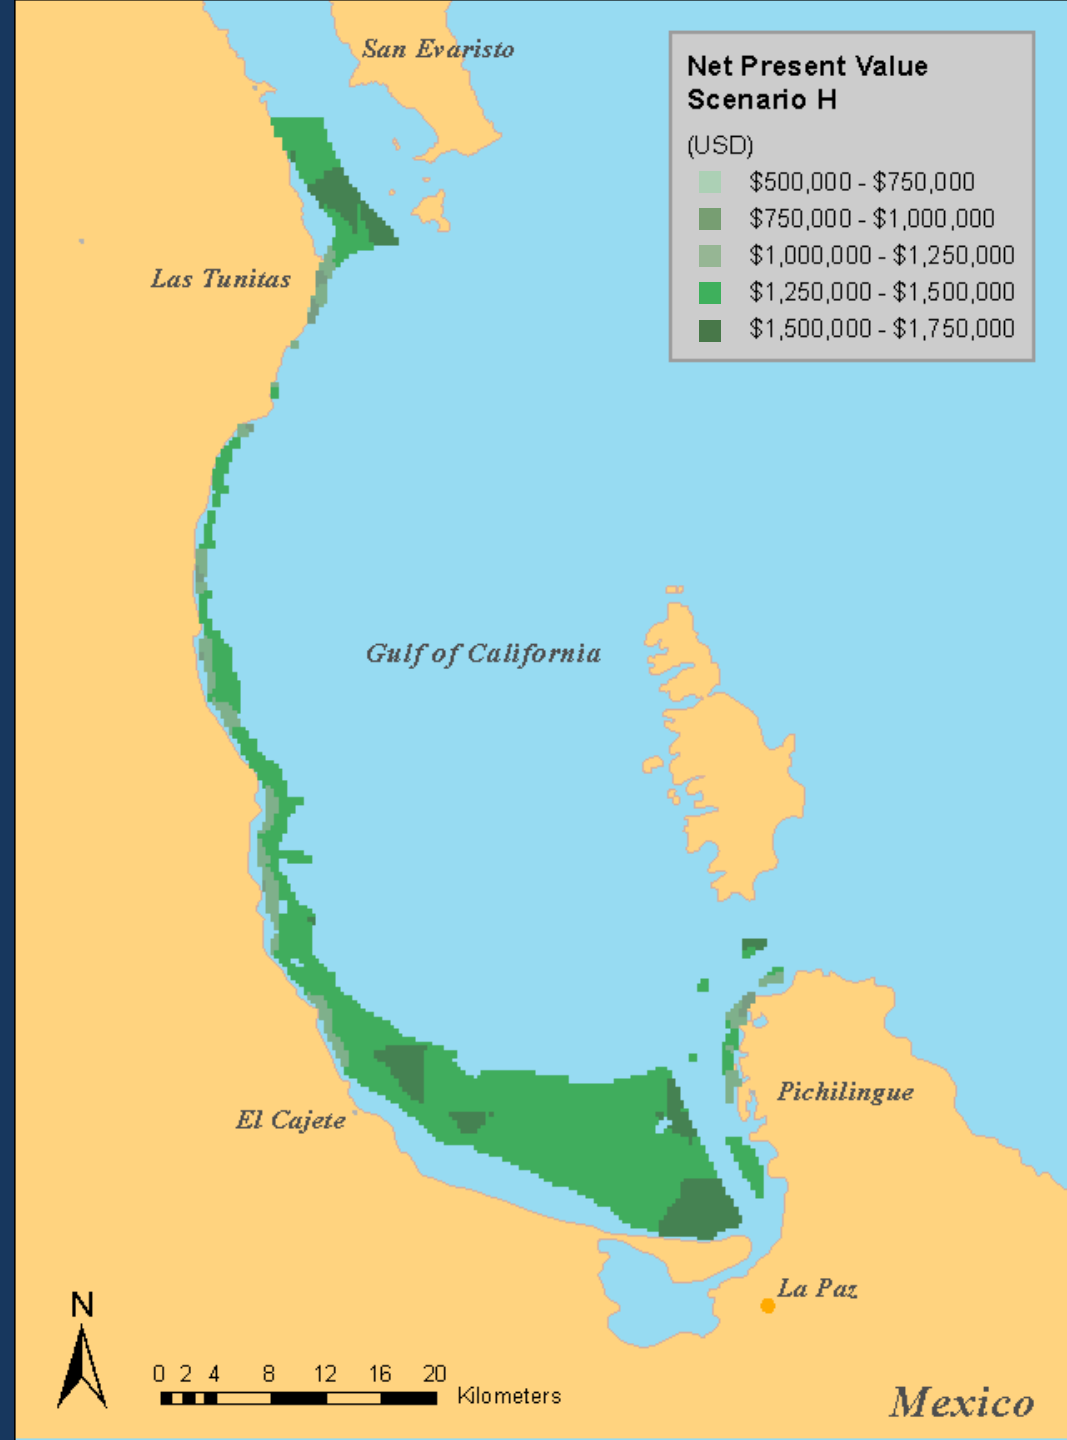 San Evaristo
Net Present Value
Scenario H
(USD)
$500,000 - $750,000
$750,000 - $1,000,000
$1,000,000 - $1,250,000
$1,250,000 - $1,500,000
$1,500,000 - $1,750,000
Las Tunitas
Gulf of California
Pichilingue
El Cajete
La Paz
N
0 2 4 8 12 16 20
Kilometers
Mexico